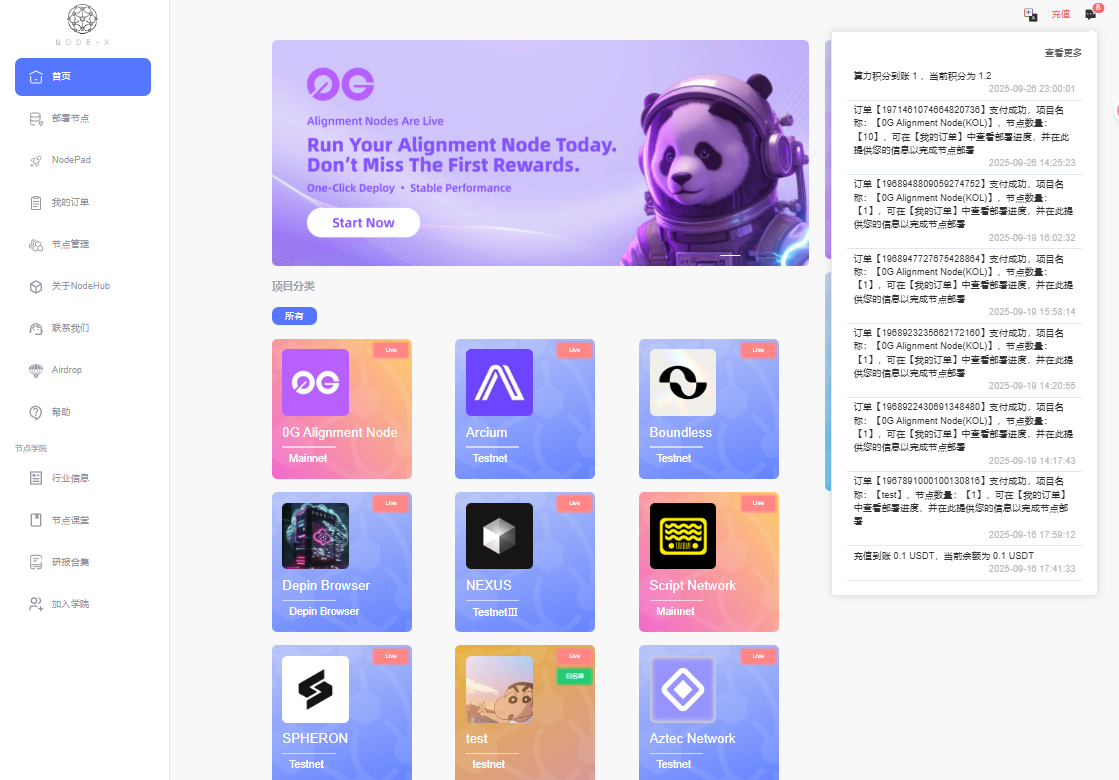 NODE-X
首页
部署节点
NodePad
我的订单
节点管理
关于NodeHub
联系我们
Airdrop
帮助
节点学院
行业信息
节点课堂
研报合集
加入学院
充值
8
0G
Alignment Nodes Are Live
Run Your Alignment Node Today.
Don't Miss The First Rewards.
One-Click Deploy • Stable Performance
Start Now
项目分类
所有
Live
0G
0G Alignment Node
Mainnet
Live
Arcium
Testnet
Live
Boundless
Testnet
Live
Depin Browser
Depin Browser
Live
NEXUS
TestnetⅢ
Live
Script Network
Mainnet
Live
SPHERON
Testnet
Live
白名单
test
testnet
Live
Aztec Network
Testnet
查看更多
算力积分到账 1 ，当前积分为 1.2
2025-09-26 23:00:01
订单【1971461074664820736】支付成功，项目名
称：【0G Alignment Node(KOL)】，节点数量：
【10】，可在【我的订单】中查看部署进度，并在此
提供您的信息以完成节点部署
2025-09-26 14:25:23
订单【1968948809059274752】支付成功，项目名
称：【0G Alignment Node(KOL)】，节点数量：
【1】，可在【我的订单】中查看部署进度，并在此提
供您的信息以完成节点部署
2025-09-19 16:02:32
订单【1968947727675428864】支付成功，项目名
称：【0G Alignment Node(KOL)】，节点数量：
【1】，可在【我的订单】中查看部署进度，并在此提
供您的信息以完成节点部署
2025-09-19 15:58:14
订单【1968923235662172160】支付成功，项目名
称：【0G Alignment Node(KOL)】，节点数量：
【1】，可在【我的订单】中查看部署进度，并在此提
供您的信息以完成节点部署
2025-09-19 14:20:55
订单【1968922430691348480】支付成功，项目名
称：【0G Alignment Node(KOL)】，节点数量：
【1】，可在【我的订单】中查看部署进度，并在此提
供您的信息以完成节点部署
2025-09-19 14:17:43
订单【1967891000100130816】支付成功，项目名
称：【test】，节点数量：【1】，可在【我的订单】
中查看部署进度，并在此提供您的信息以完成节点部
署
2025-09-16 17:59:12
充值到账 0.1 USDT，当前余额为 0.1 USDT
2025-09-16 17:41:33